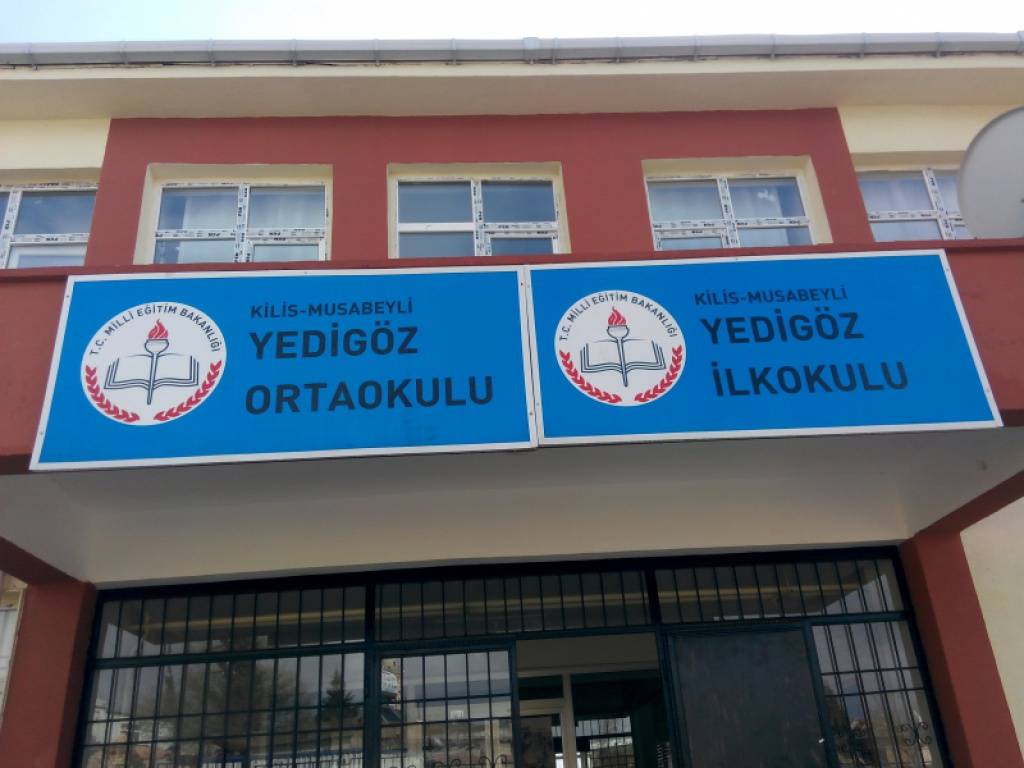 T.C. MİLLİ EĞİTİM BAKANLIĞI
KİLİS-MUSABEYLİ
YEDİGÖZ
ORTAOKULU
T.C. MİLLİ EĞİTİM BAKANLIĞI
KİLİS-MUSABEYLİ
YEDİGÖZ
İLKOKULU